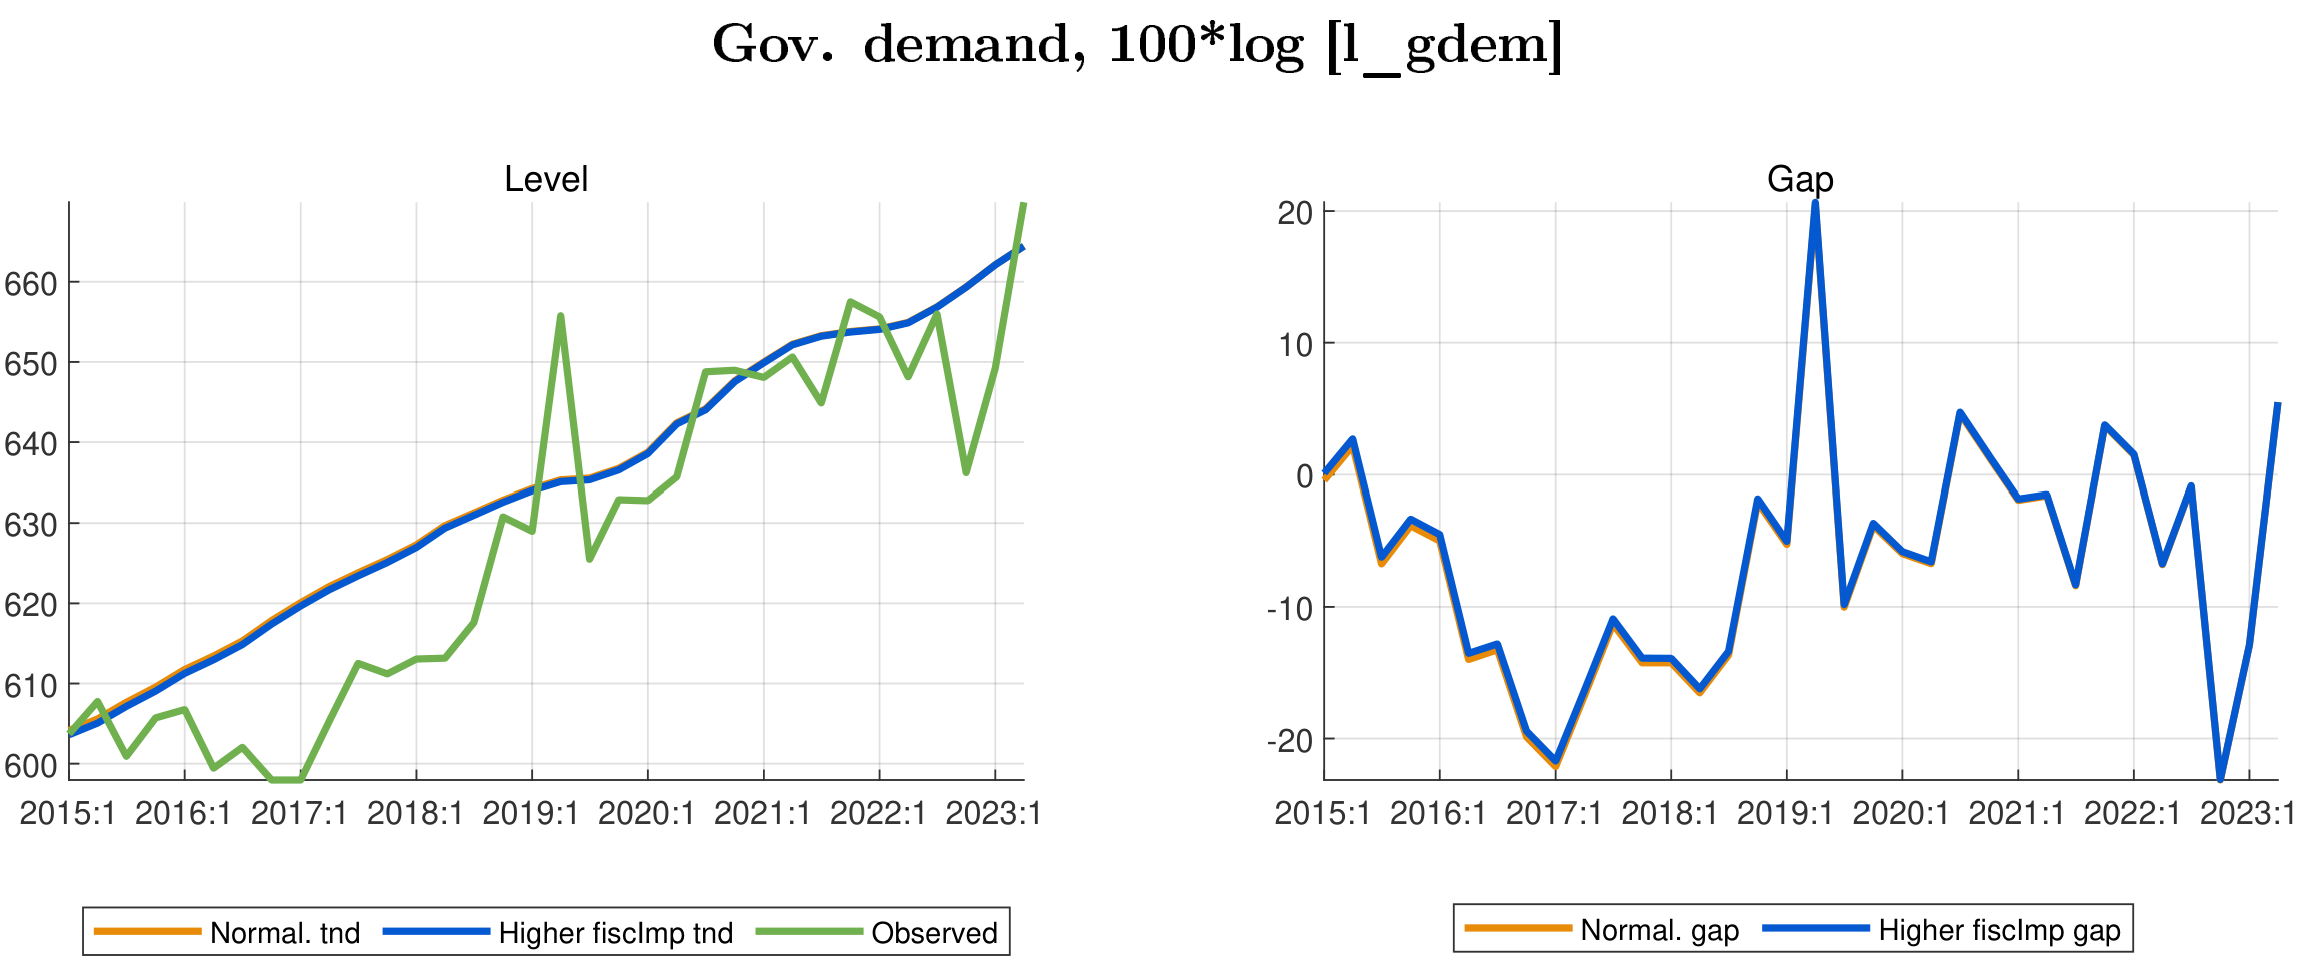 Gov. demand, 100*log [l_gdem]
Level
660
650
640
630
620
610
600
2015:1 2016:1 2017:1 2018:1 2019:1 2020:1 2021:1 2022:1 2023:1
Normal. tnd Higher fiscImp tnd Observed
Gap
20
10
0
-10
-20
2015:1 2016:1 2017:1 2018:1 2019:1 2020:1 2021:1 2022:1 2023:1
Normal. gap Higher fiscImp gap